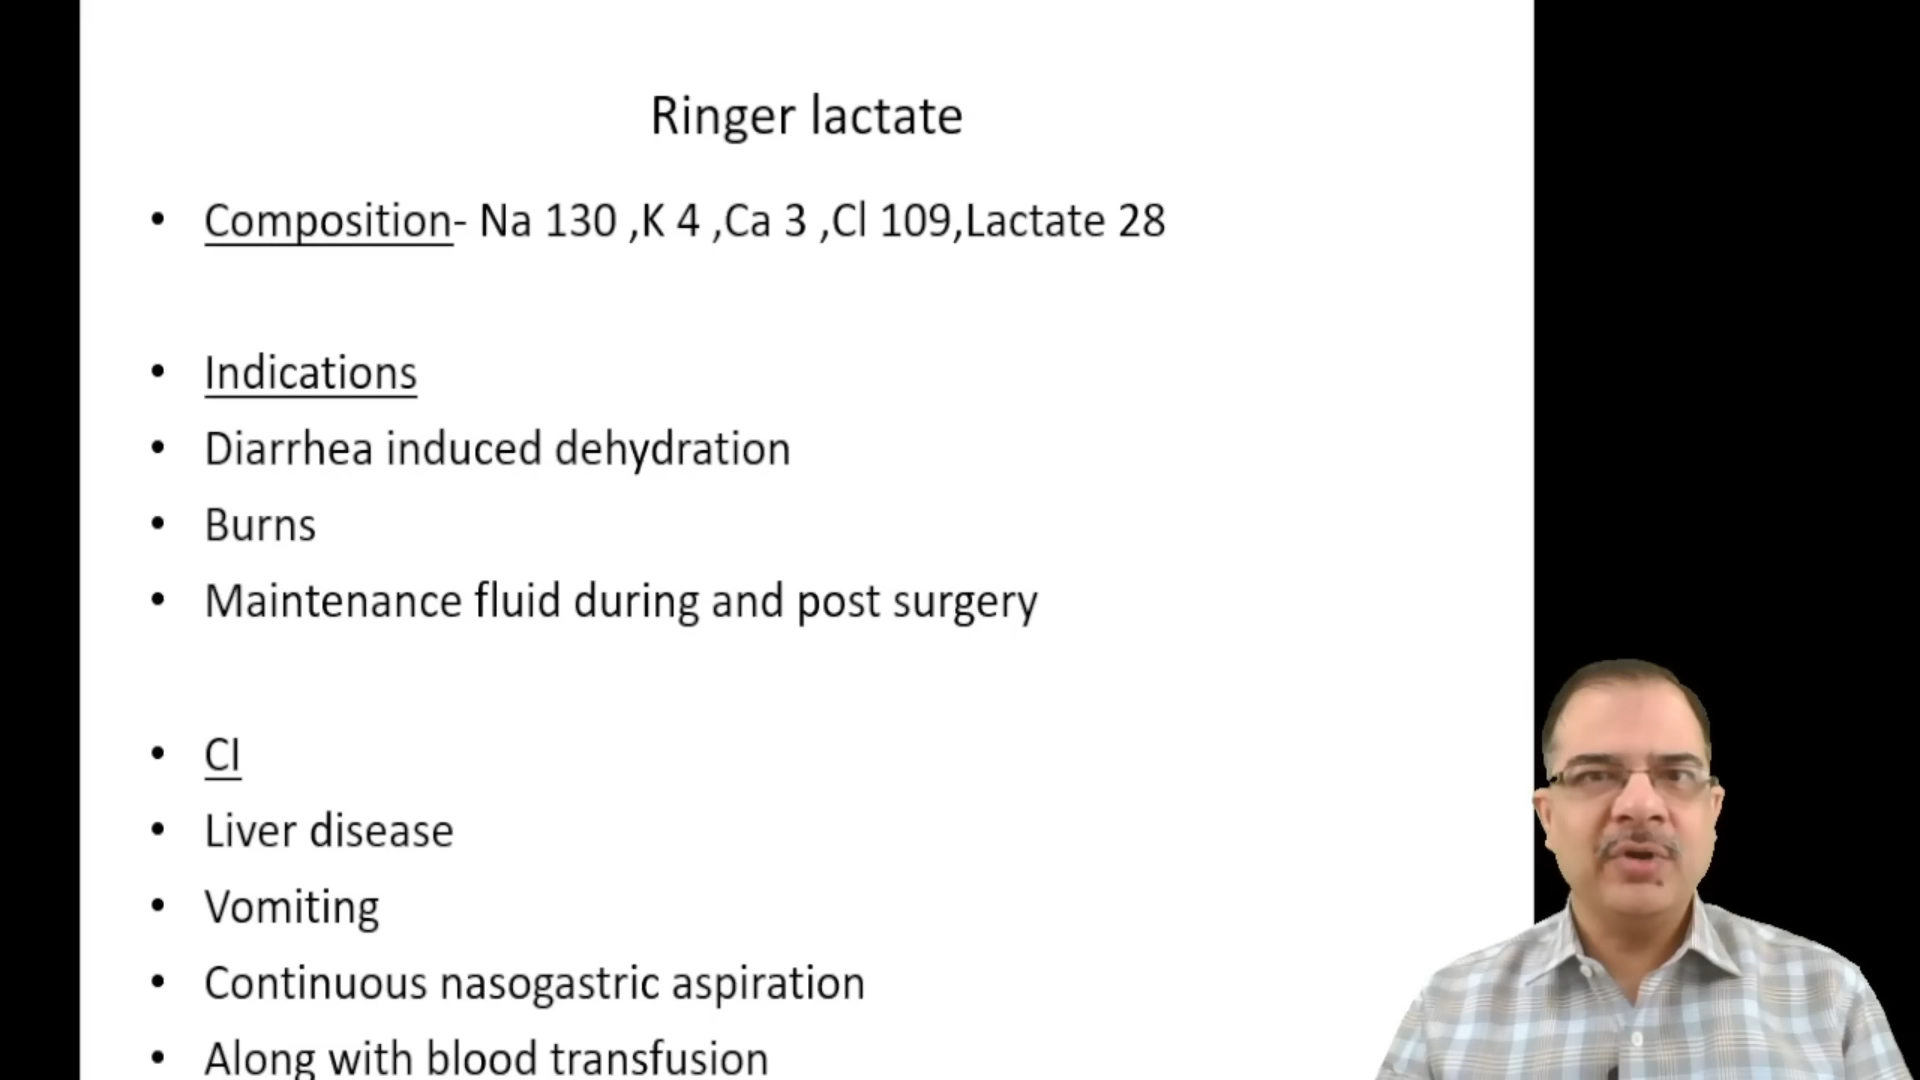 Ringer lactate
• Composition- Na 130 ,K 4 ,Ca 3 ,Cl 109,Lactate 28
• Indications
• Diarrhea induced dehydration
• Burns
• Maintenance fluid during and post surgery
• CI
• Liver disease
• Vomiting
• Continuous nasogastric aspiration
• Along with blood transfusion